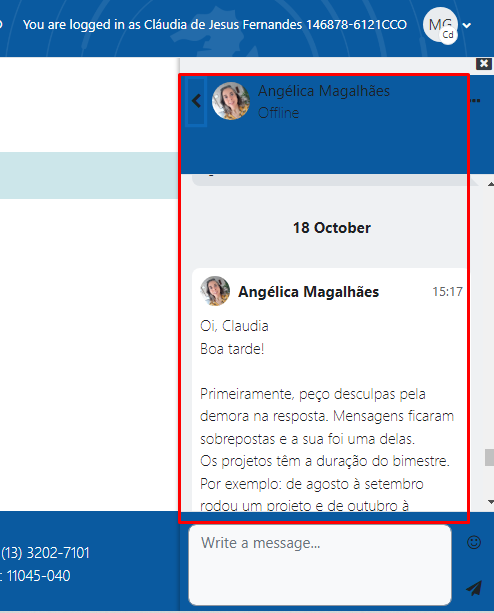 You are logged in as Cláudia de Jesus Fernandes 146878-6121CCO
MG
Cd
Angélica Magalhães
Offline
18 October
Angélica Magalhães 15:17
Oi, Claudia
Boa tarde!
Primeiramente, peço desculpas pela
demora na resposta. Mensagens ficaram
sobrepostas e a sua foi uma delas.
Os projetos têm a duração do bimestre.
Por exemplo: de agosto à setembro
rodou um projeto e de outubro à
Write a message...
(13) 3202-7101
: 11045-040